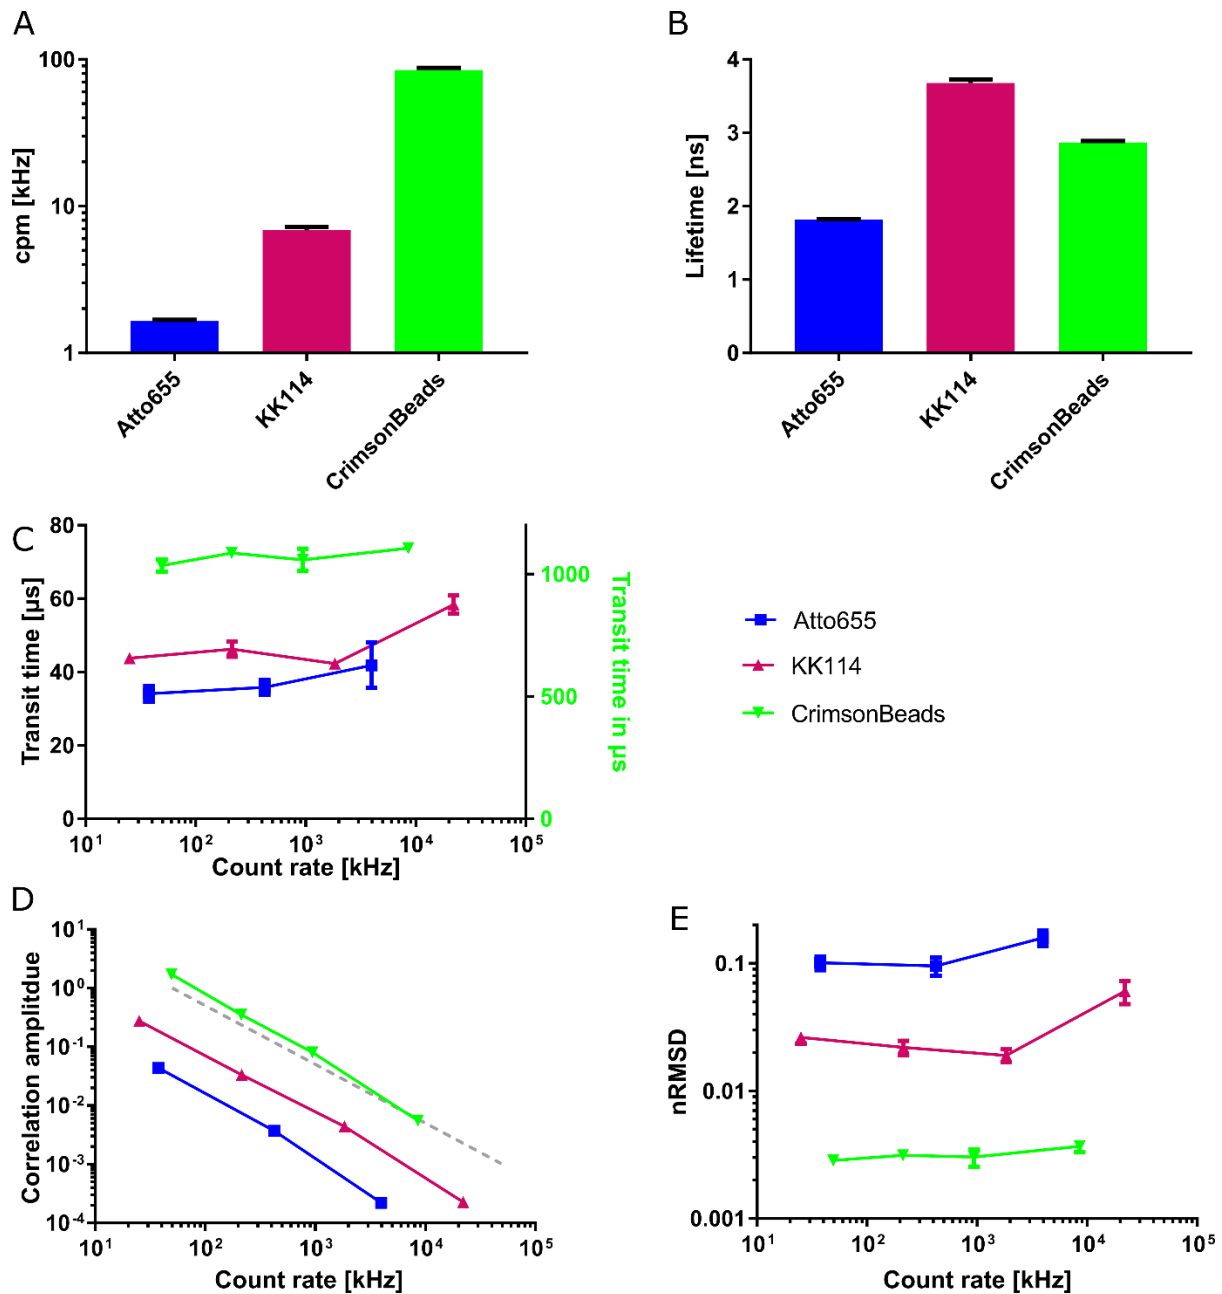 A
cpm [kHz]
100
10
1
Atto655
KK114
CrimsonBeads
B
Lifetime [ns]
4
3
2
1
0
Atto655
KK114
CrimsonBeads
C
Transit time [µs]
80
60
40
20
0
1000
500
0
Transit time in µs
10¹ 10² 10³ 10⁴ 10⁵
Count rate [kHz]
Atto655
KK114
CrimsonBeads
D
Correlation amplitdue
10¹
10⁰
10⁻¹
10⁻²
10⁻³
10⁻⁴
10¹ 10² 10³ 10⁴ 10⁵
Count rate [kHz]
E
nRMSD
0.1
0.01
0.001
10¹ 10² 10³ 10⁴ 10⁵
Count rate [kHz]